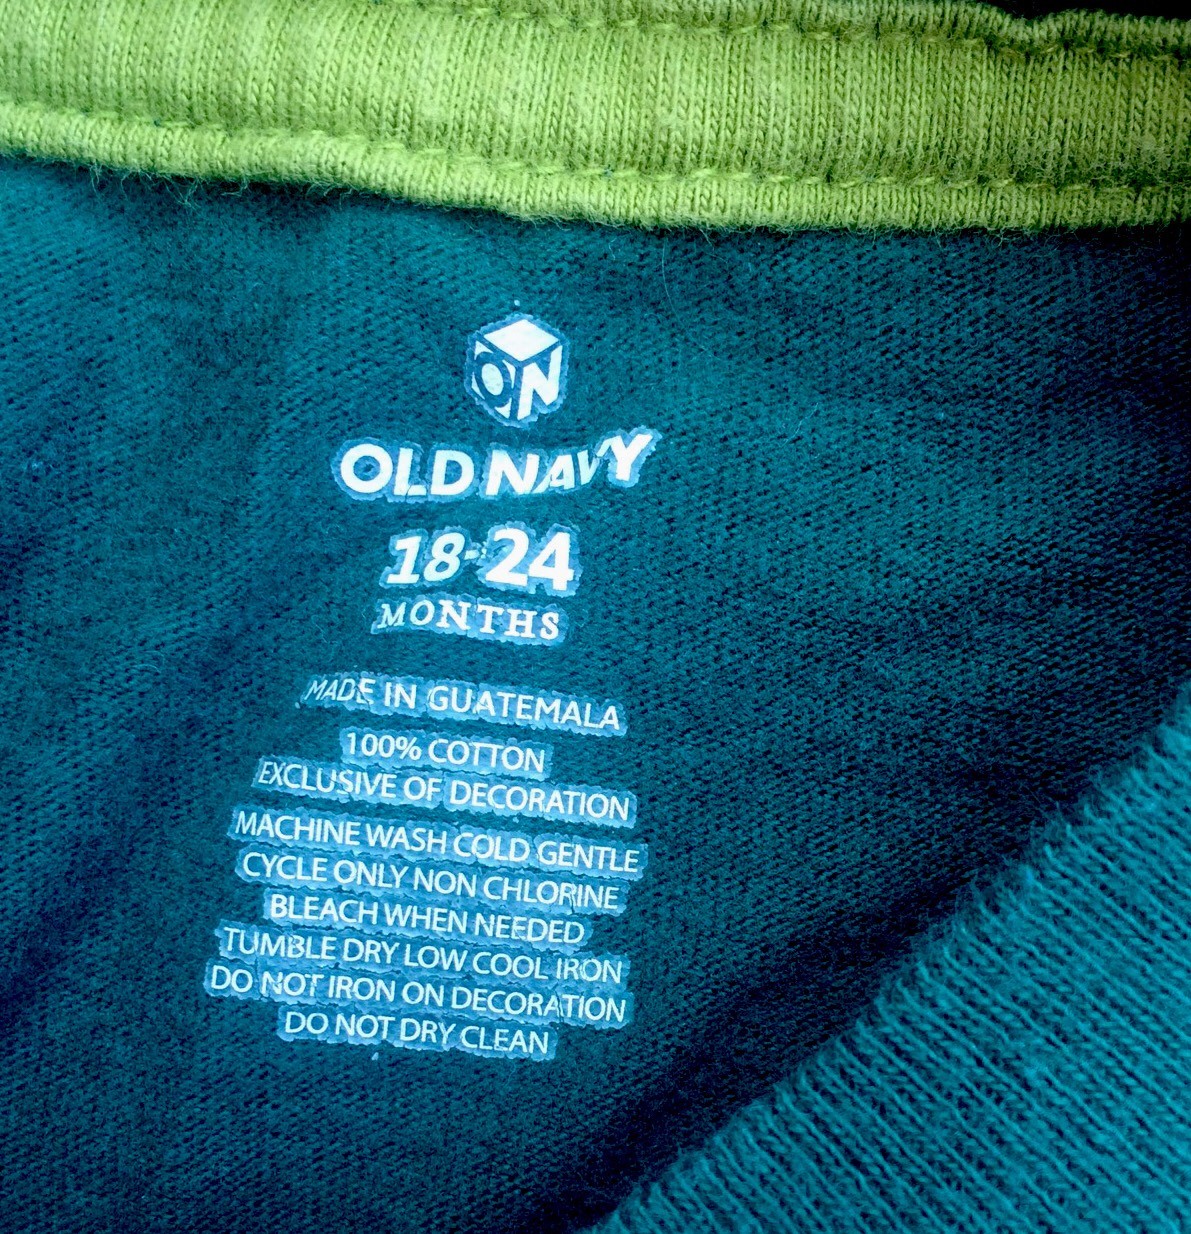 ON
OLD NAVY
18-24
MONTHS
MADE IN GUATEMALA
100% COTTON
EXCLUSIVE OF DECORATION
MACHINE WASH COLD GENTLE
CYCLE ONLY NON CHLORINE
BLEACH WHEN NEEDED
TUMBLE DRY LOW COOL IRON
DO NOT IRON ON DECORATION
DO NOT DRY CLEAN